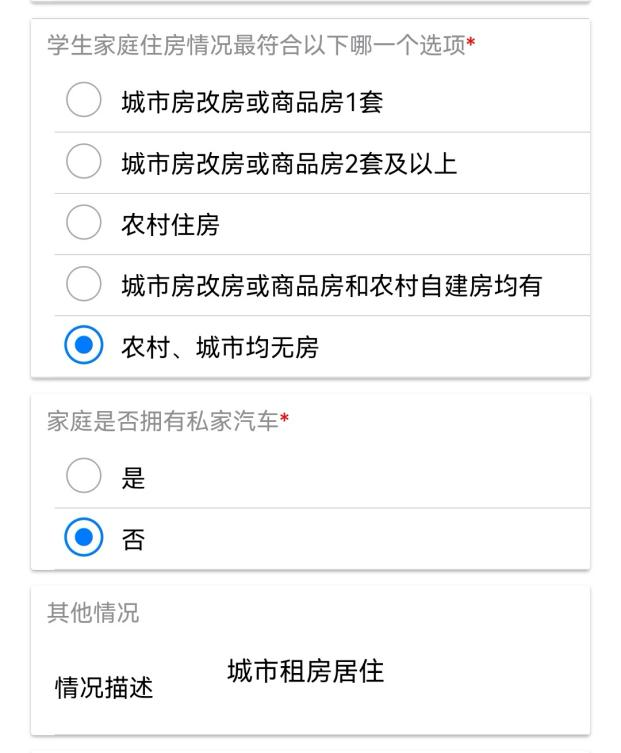 学生家庭住房情况最符合以下哪一个选项*
城市房改房或商品房1套
城市房改房或商品房2套及以上
农村住房
城市房改房或商品房和农村自建房均有
农村、城市均无房
家庭是否拥有私家汽车*
是
否
其他情况
城市租房居住
情况描述